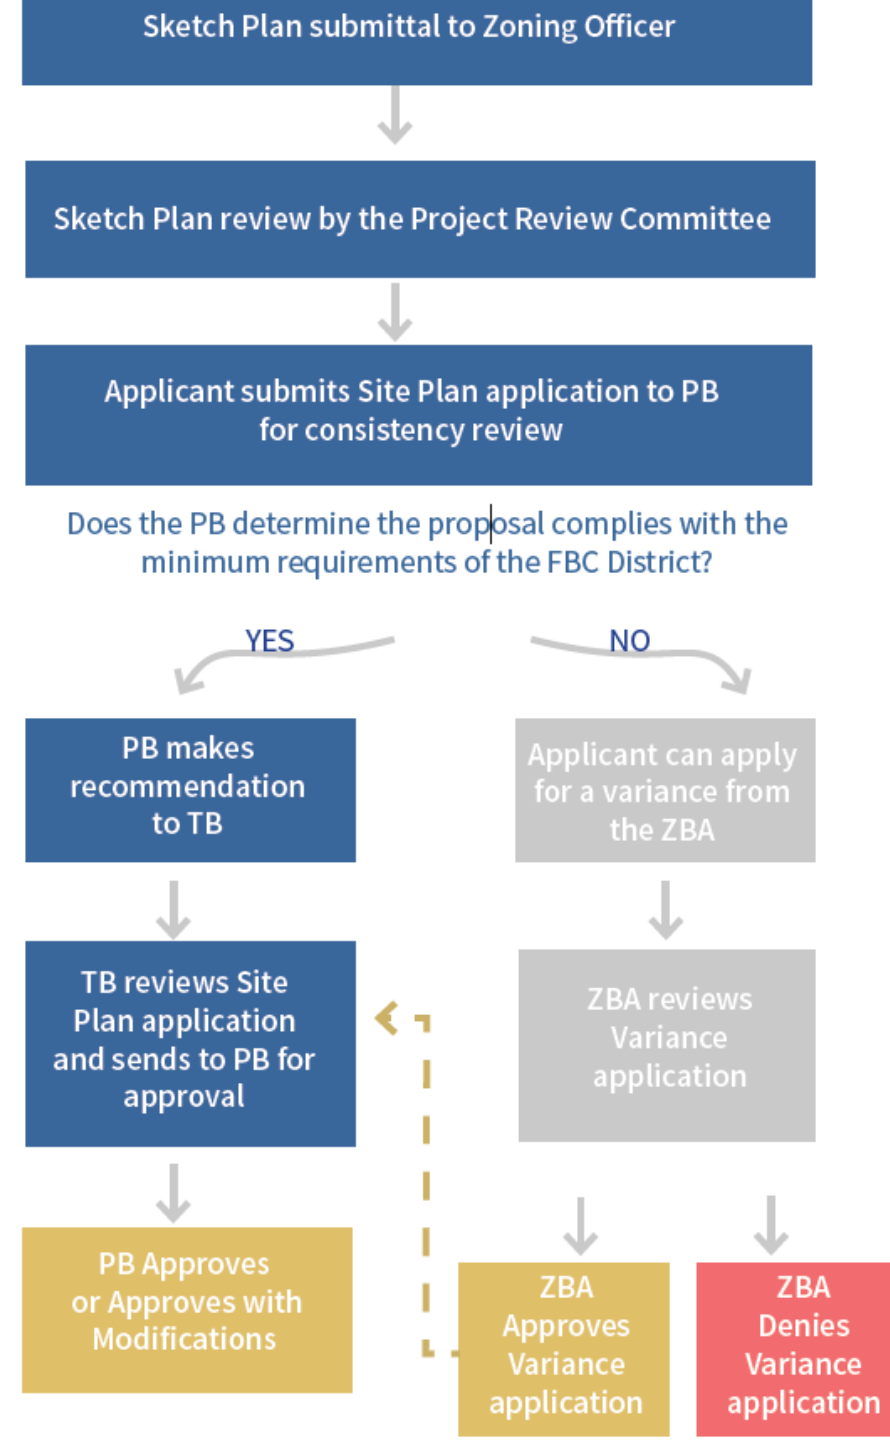 Sketch Plan submittal to Zoning Officer
Sketch Plan review by the Project Review Committee
Applicant submits Site Plan application to PB
for consistency review
Does the PB determine the proposal complies with the
minimum requirements of the FBC District?
YES
NO
PB makes
recommendation
to TB
Applicant can apply
for a variance from
the ZBA
TB reviews Site
Plan application
and sends to PB for
approval
ZBA reviews
Variance
application
PB Approves
or Approves with
Modifications
ZBA
Approves
Variance
application
ZBA
Denies
Variance
application